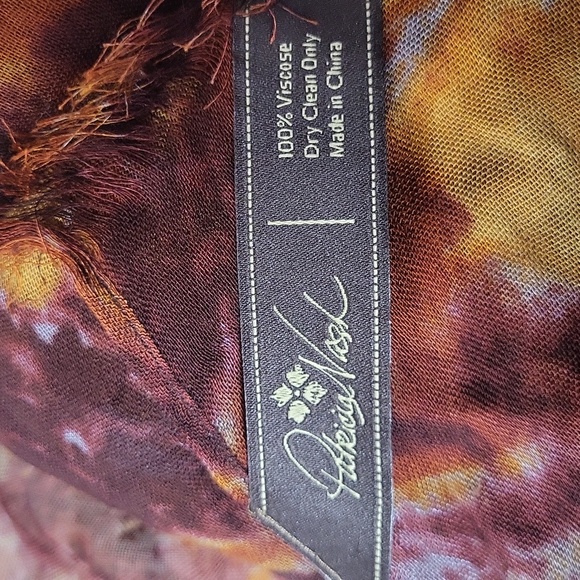 Patricia Nash
100% Viscose
Dry Clean Only
Made in China